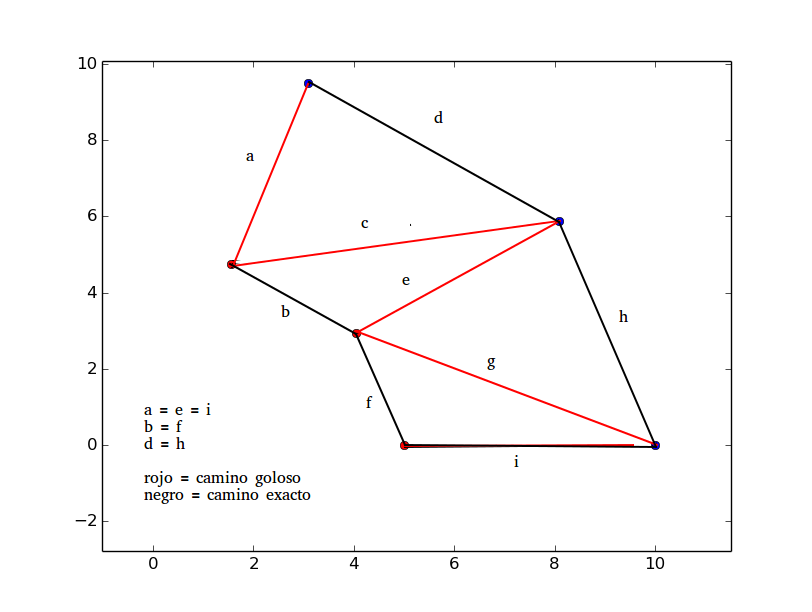 10
d
8
a
6
c
e
4
h
b
g
2
f
a = e = i
b = f
d = h
0
i
rojo = camino goloso
negro = camino exacto
−2
0 2 4 6 8 10